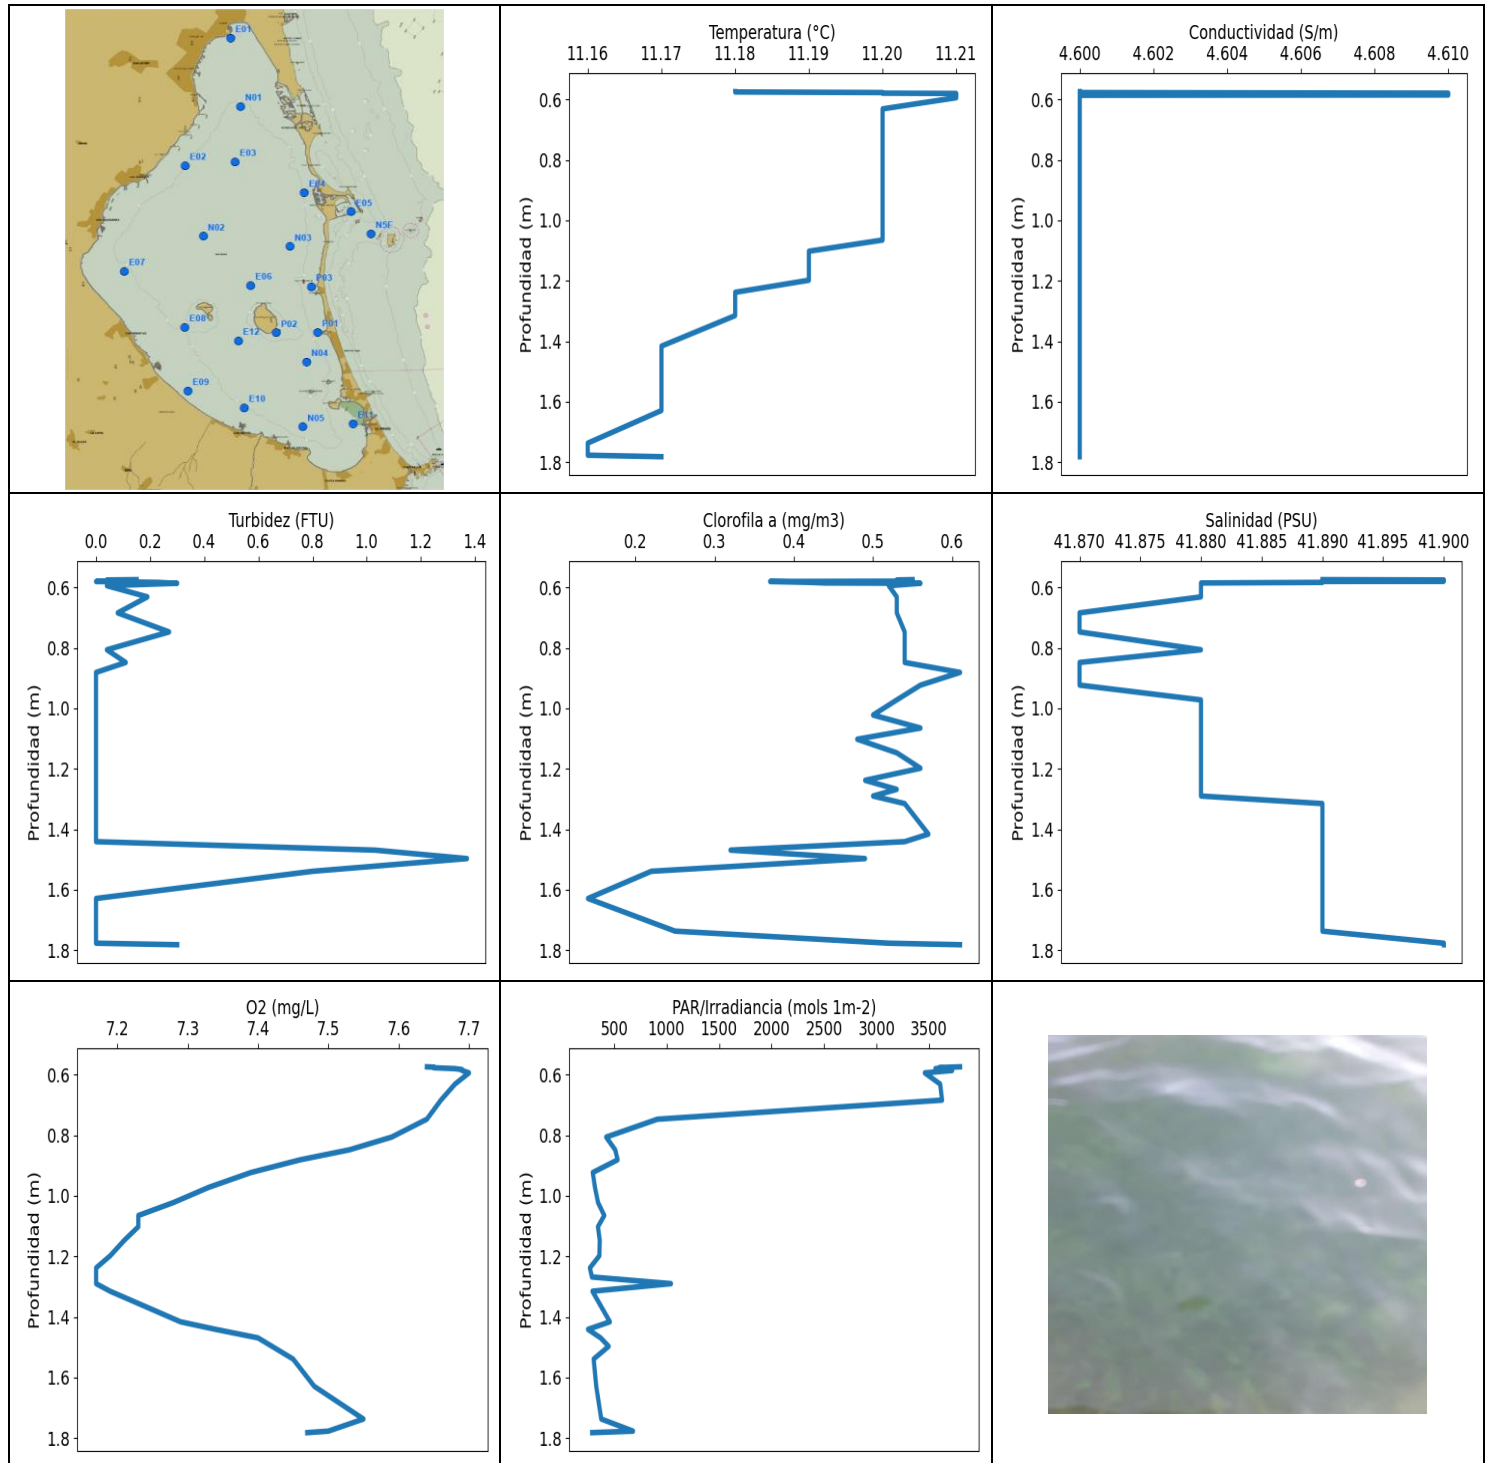 E01
N01
E02
E03
E04
E05
N5E
N02
N03
E07
E06
P03
E08
E12
P02
P01
N04
E09
E10
N05
E11
Temperatura (°C)
11.16 11.17 11.18 11.19 11.20 11.21
Profundidad (m)
0.6
0.8
1.0
1.2
1.4
1.6
1.8
Conductividad (S/m)
4.600 4.602 4.604 4.606 4.608 4.610
Profundidad (m)
0.6
0.8
1.0
1.2
1.4
1.6
1.8
Turbidez (FTU)
0.0 0.2 0.4 0.6 0.8 1.0 1.2 1.4
Profundidad (m)
0.6
0.8
1.0
1.2
1.4
1.6
1.8
Clorofila a (mg/m3)
0.2 0.3 0.4 0.5 0.6
Profundidad (m)
0.6
0.8
1.0
1.2
1.4
1.6
1.8
Salinidad (PSU)
41.870 41.875 41.880 41.885 41.890 41.895 41.900
Profundidad (m)
0.6
0.8
1.0
1.2
1.4
1.6
1.8
O2 (mg/L)
7.2 7.3 7.4 7.5 7.6 7.7
Profundidad (m)
0.6
0.8
1.0
1.2
1.4
1.6
1.8
PAR/Irradiancia (mols 1m-2)
500 1000 1500 2000 2500 3000 3500
Profundidad (m)
0.6
0.8
1.0
1.2
1.4
1.6
1.8